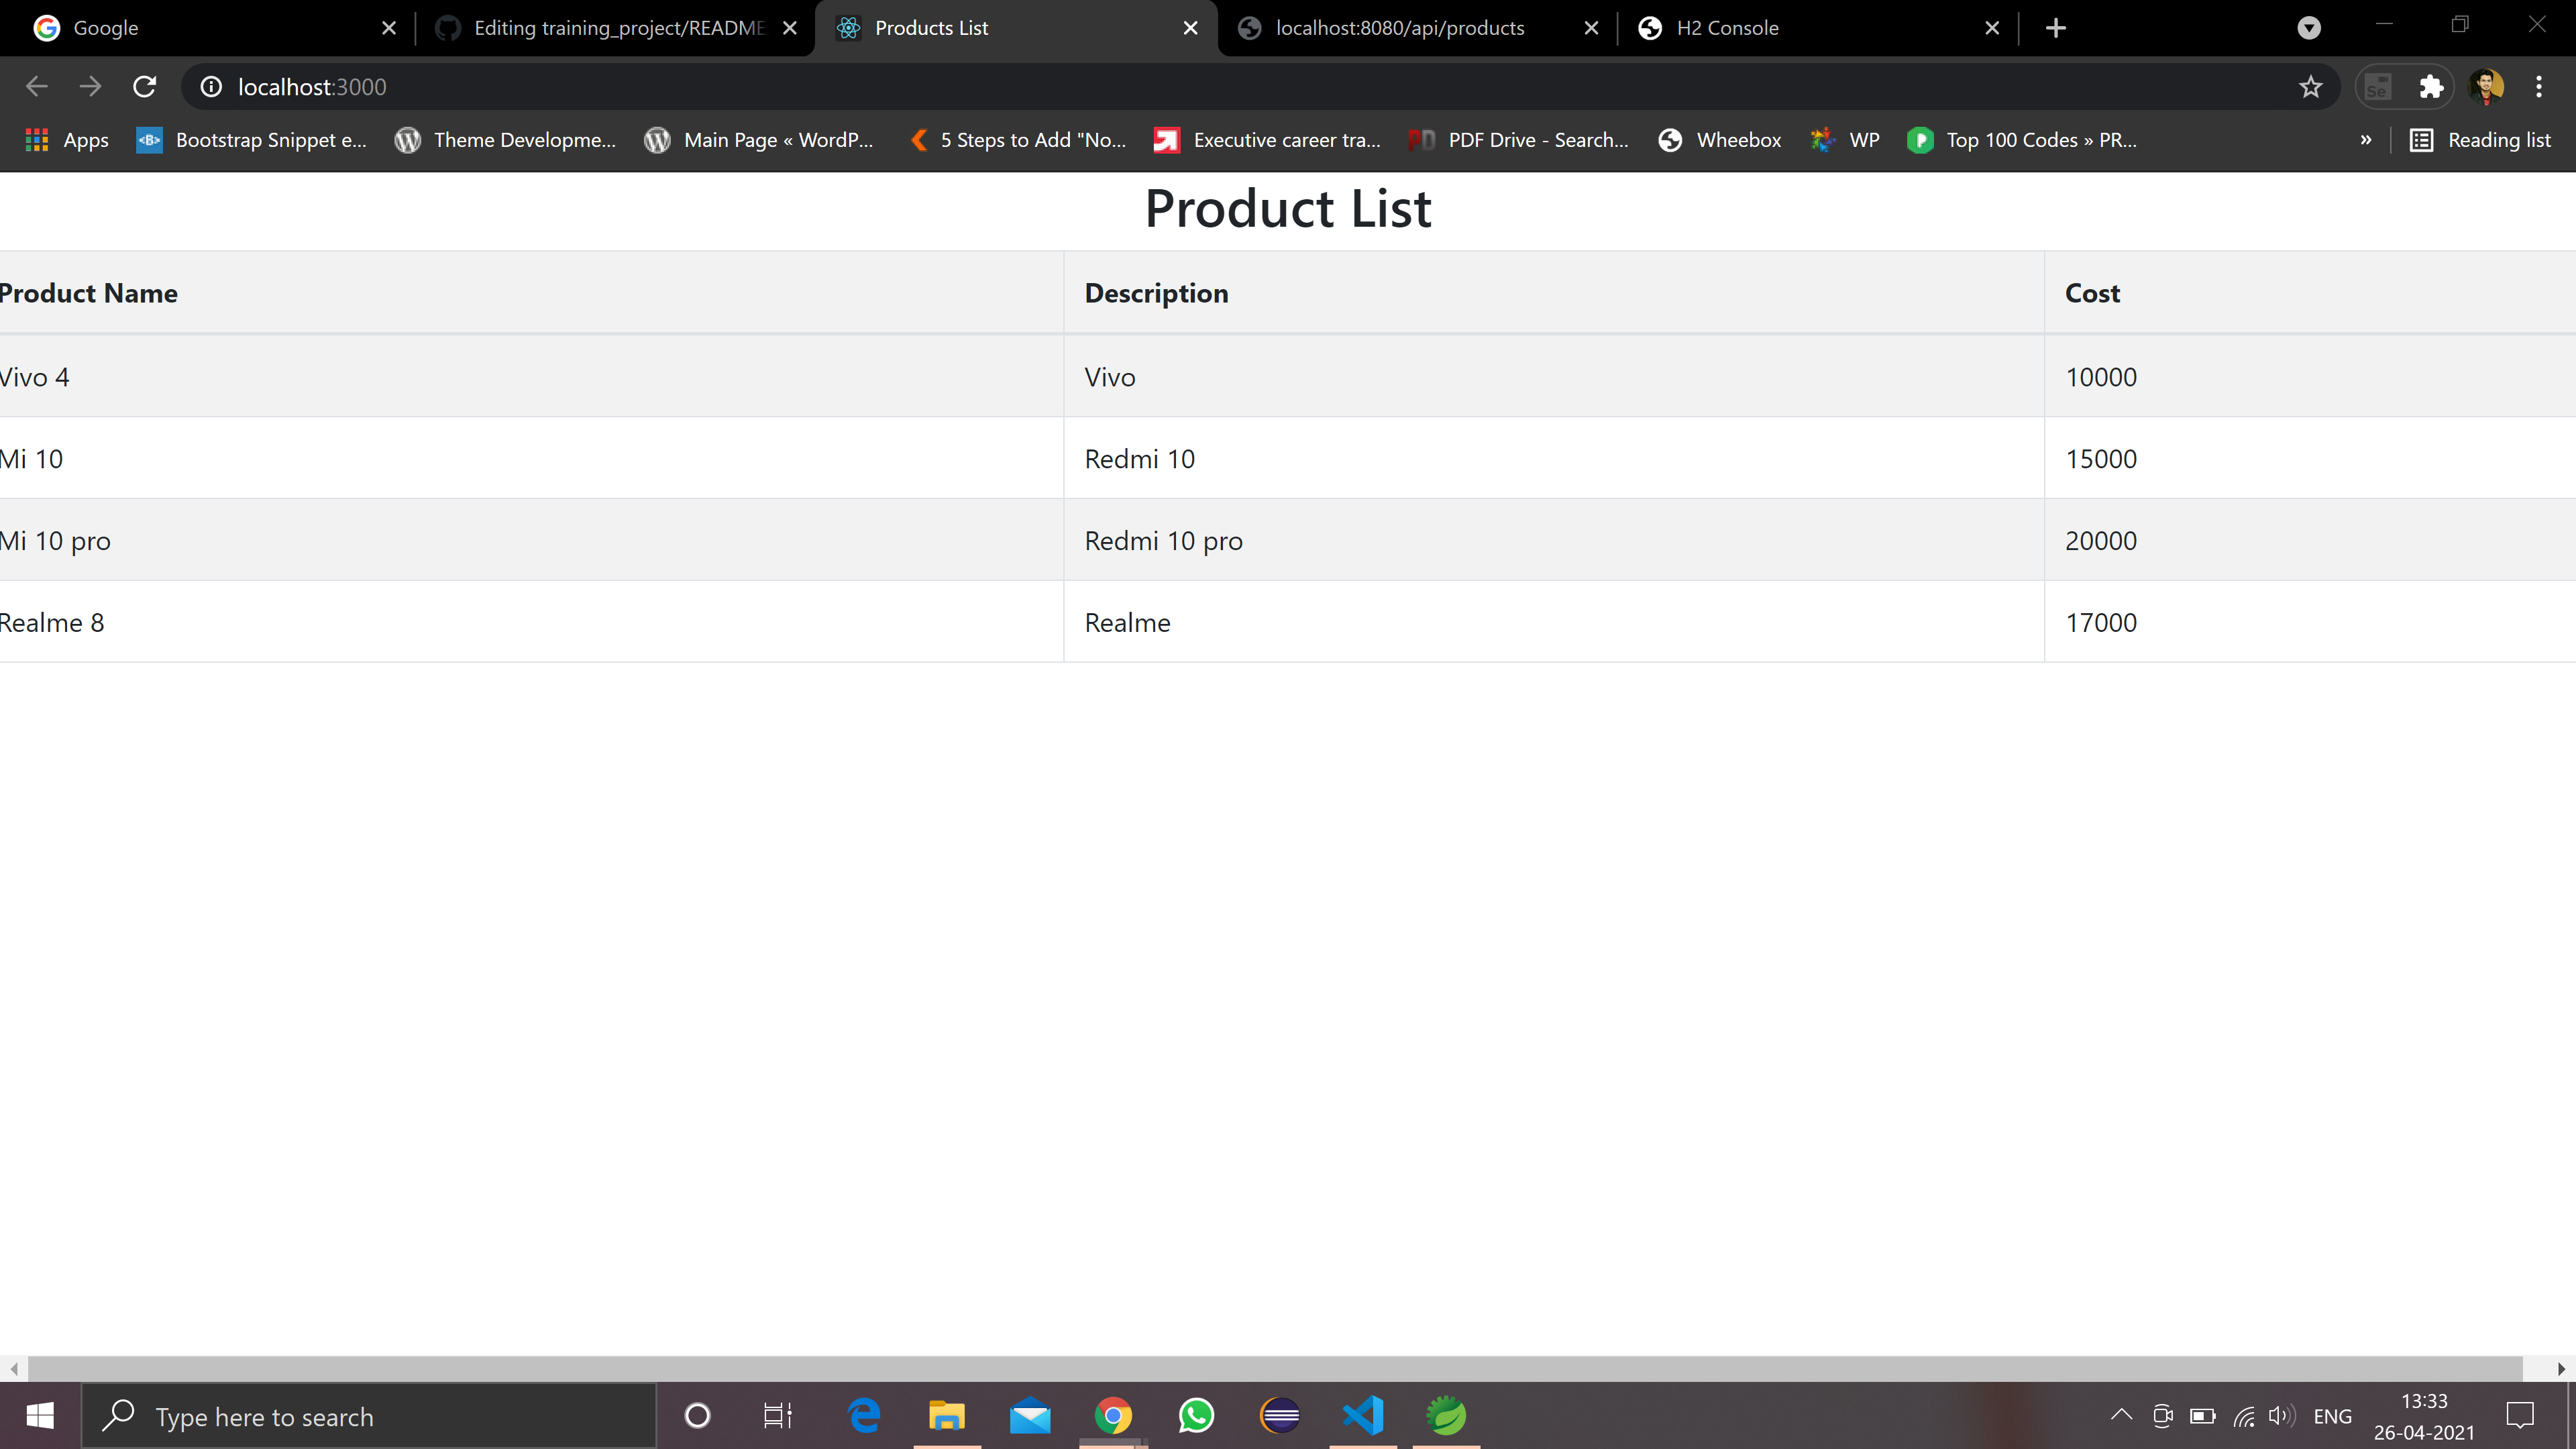 Google
Editing training_project/README
Products List
localhost:8080/api/products
H2 Console
localhost:3000
Se
Apps
<B>
Bootstrap Snippet e...
Theme Developme...
Main Page « WordP...
5 Steps to Add "No...
Executive career tra...
PD
PDF Drive - Search...
Wheebox
WP
Top 100 Codes » PR...
»
Reading list
Product List
Product Name Description Cost
Vivo 4 Vivo 10000
Mi 10 Redmi 10 15000
Mi 10 pro Redmi 10 pro 20000
Realme 8 Realme 17000
Type here to search
ENG
13:33
26-04-2021